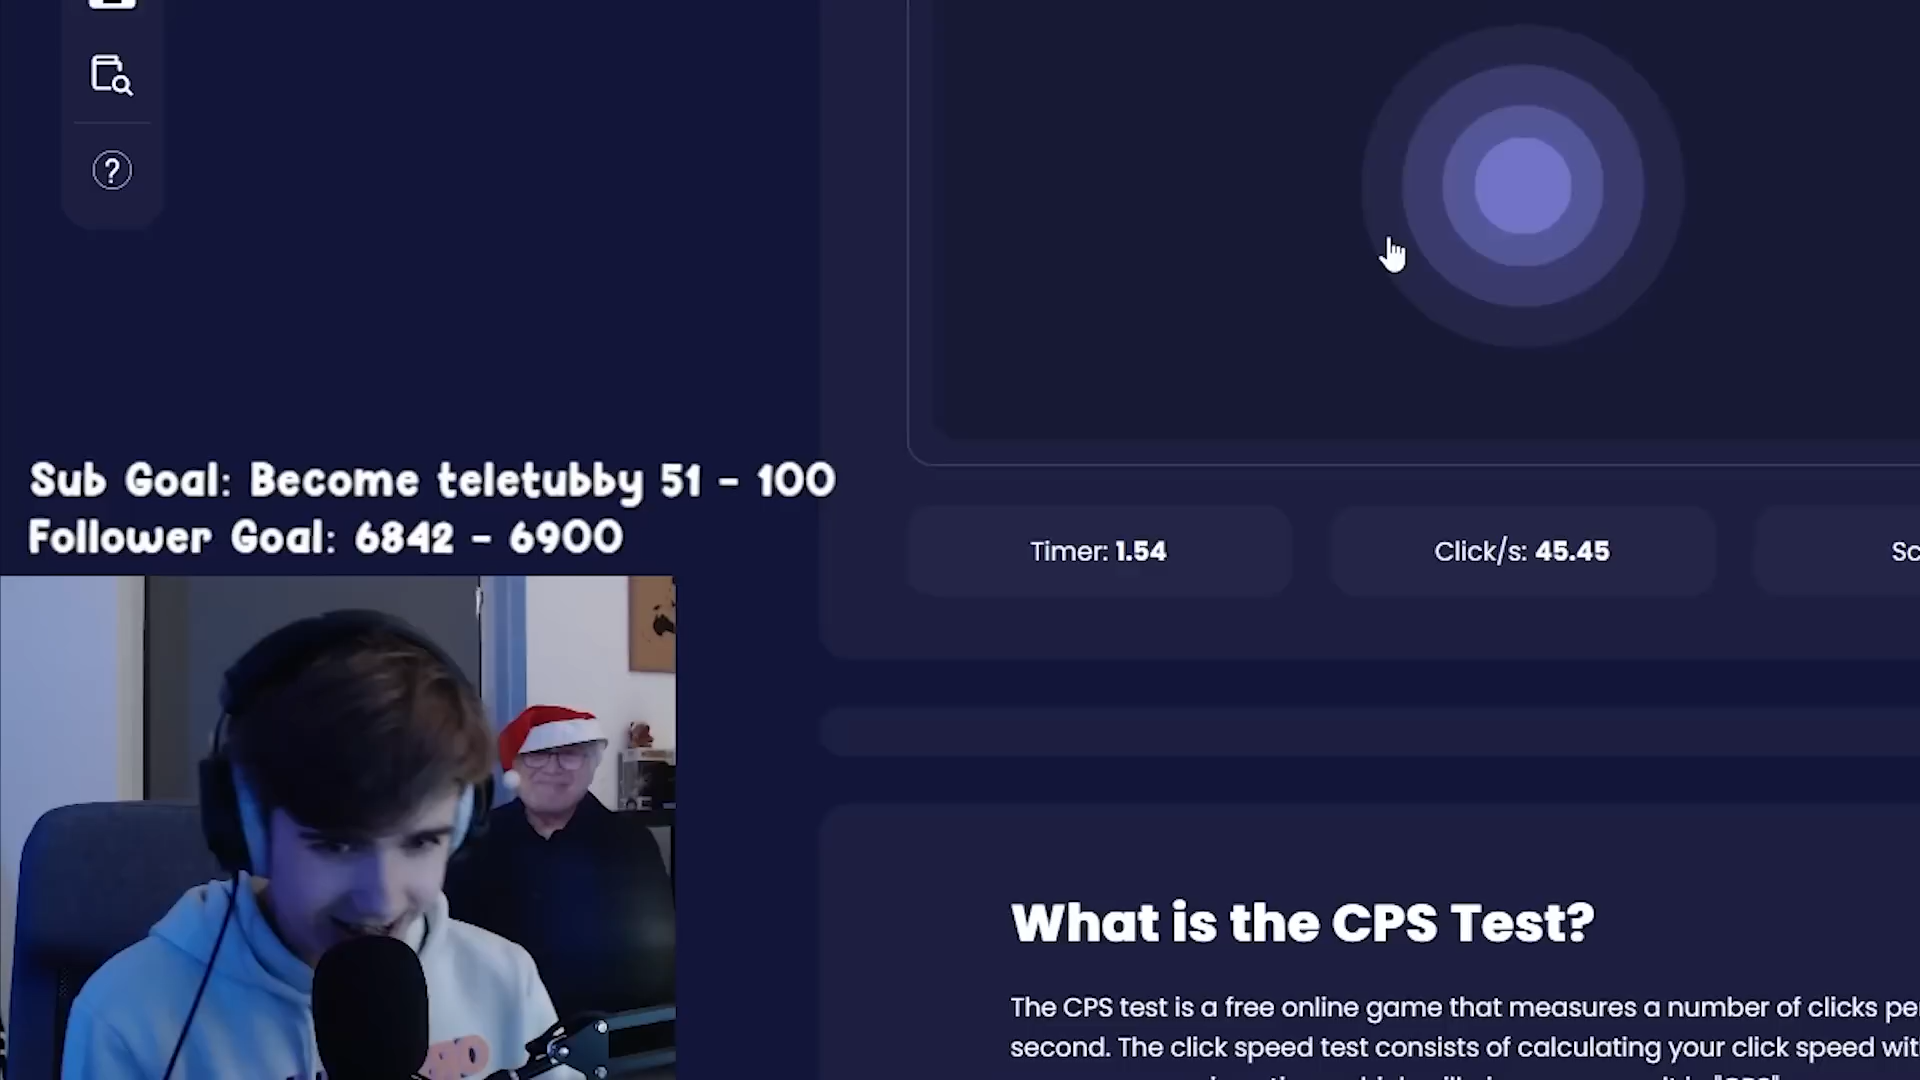 Sub Goal: Become teletubby 51 - 100
Follower Goal: 6842 - 6900
Timer: 1.54
Click/s: 45.45
What is the CPS Test?
The CPS test is a free online game that measures a number of clicks
second. The click speed test consists of calculating your click speed